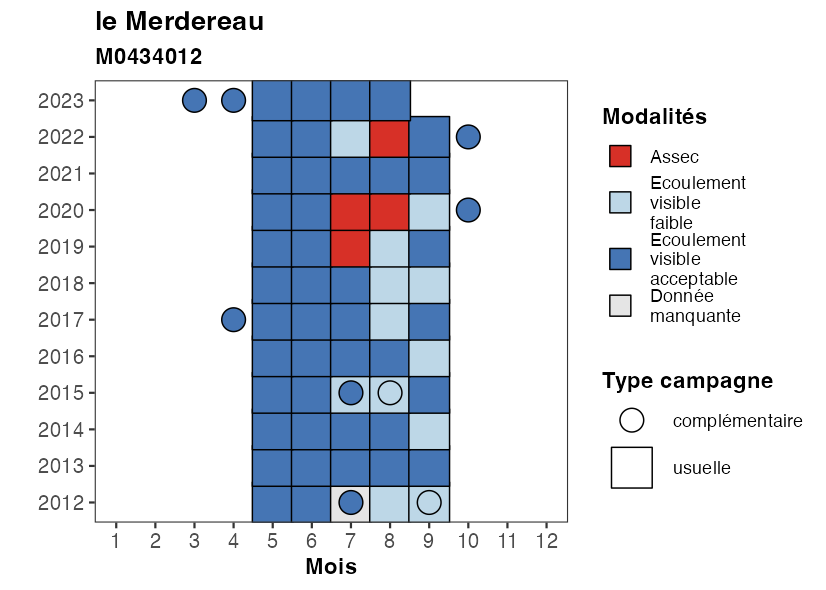 le Merdereau
M0434012
2023
2022
2021
2020
2019
2018
2017
2016
2015
2014
2013
2012
1 2 3 4 5 6 7 8 9 10 11 12
Mois
Modalités
Assec
Ecoulement
visible
faible
Ecoulement
visible
acceptable
Donnée
manquante
Type campagne
complémentaire
usuelle